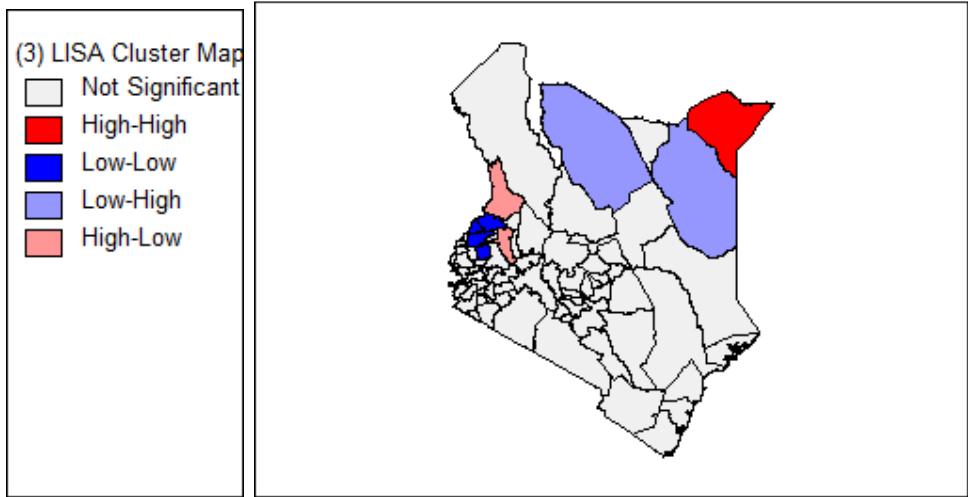 (3) LISA Cluster Map
Not Significant
High-High
Low-Low
Low-High
High-Low